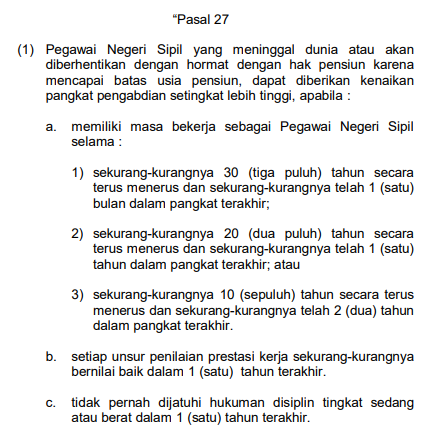 “Pasal 27
(1) Pegawai Negeri Sipil yang meninggal dunia atau akan
diberhentikan dengan hormat dengan hak pensiun karena
mencapai batas usia pensiun, dapat diberikan kenaikan
pangkat pengabdian setingkat lebih tinggi, apabila :
a. memiliki masa bekerja sebagai Pegawai Negeri Sipil
selama :
1) sekurang-kurangnya 30 (tiga puluh) tahun secara
terus menerus dan sekurang-kurangnya telah 1 (satu)
bulan dalam pangkat terakhir;
2) sekurang-kurangnya 20 (dua puluh) tahun secara
terus menerus dan sekurang-kurangnya telah 1 (satu)
tahun dalam pangkat terakhir; atau
3) sekurang-kurangnya 10 (sepuluh) tahun secara terus
menerus dan sekurang-kurangnya telah 2 (dua) tahun
dalam pangkat terakhir.
b. setiap unsur penilaian prestasi kerja sekurang-kurangnya
bernilai baik dalam 1 (satu) tahun terakhir.
c. tidak pernah dijatuhi hukuman disiplin tingkat sedang
atau berat dalam 1 (satu) tahun terakhir.